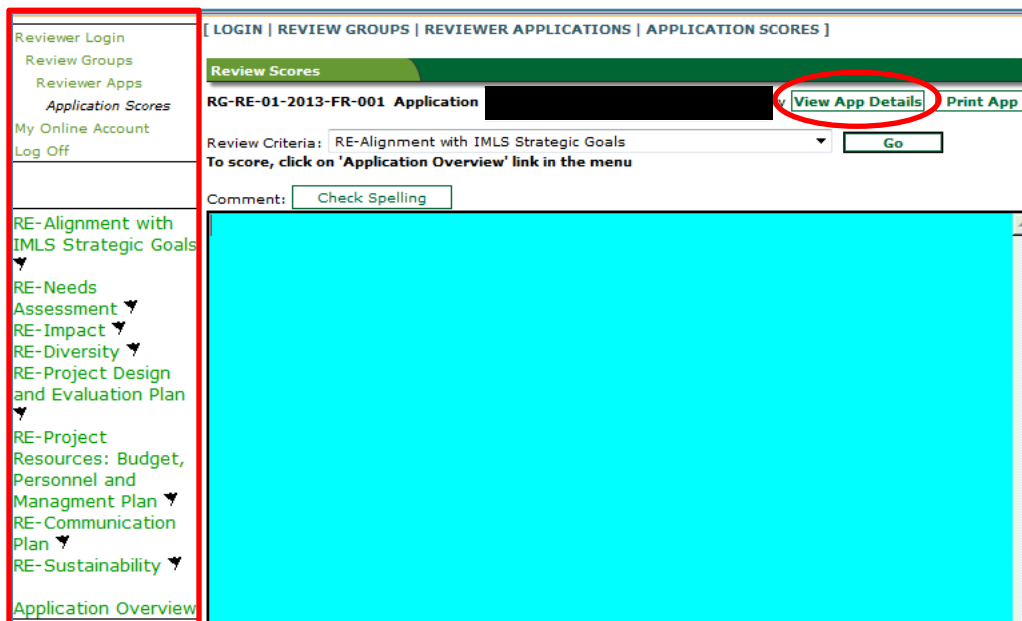 Reviewer Login
Review Groups
Reviewer Apps
Application Scores
My Online Account
Log Off
RE-Alignment with
IMLS Strategic Goals
RE-Needs
Assessment
RE-Impact
RE-Diversity
RE-Project Design
and Evaluation Plan
RE-Project
Resources: Budget,
Personnel and
Managment Plan
RE-Communication
Plan
RE-Sustainability
Application Overview
[ LOGIN | REVIEW GROUPS | REVIEWER APPLICATIONS | APPLICATION SCORES ]
Review Scores
RG-RE-01-2013-FR-001 Application y View App Details Print App
Review Criteria: RE-Alignment with IMLS Strategic Goals Go
To score, click on 'Application Overview' link in the menu
Comment: Check Spelling